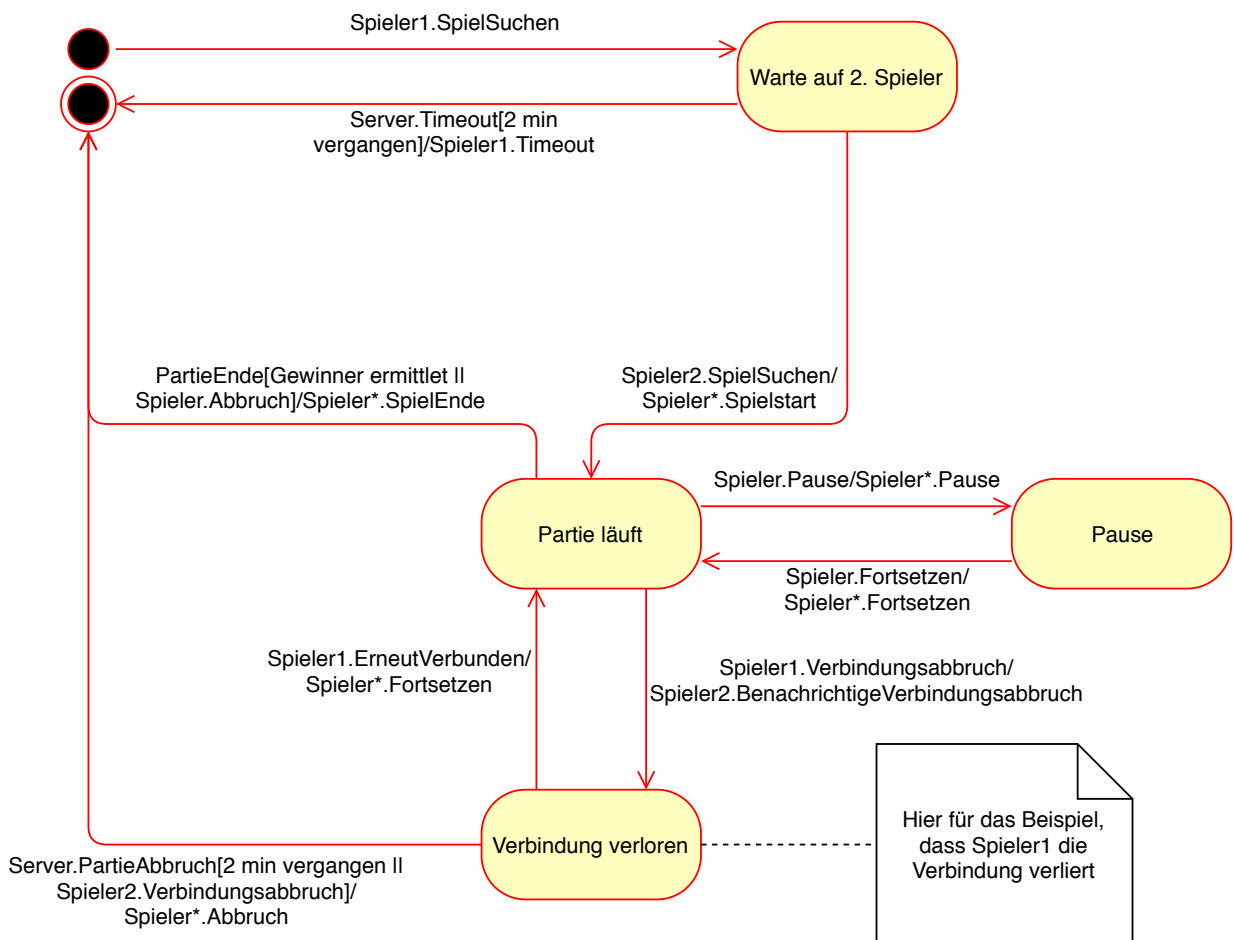 Spieler1.SpielSuchen
Warte auf 2. Spieler
Server.Timeout[2 min
vergangen]/Spieler1.Timeout
PartieEnde[Gewinner ermittlet ||
Spieler.Abbruch]/Spieler*.SpielEnde
Spieler2.SpielSuchen/
Spieler*.Spielstart
Spieler.Pause/Spieler*.Pause
Partie läuft
Pause
Spieler.Fortsetzen/
Spieler*.Fortsetzen
Spieler1.ErneutVerbunden/
Spieler*.Fortsetzen
Spieler1.Verbindungsabbruch/
Spieler2.BenachrichtigeVerbindungsabbruch
Verbindung verloren
Hier für das Beispiel,
dass Spieler1 die
Verbindung verliert
Server.PartieAbbruch[2 min vergangen ||
Spieler2.Verbindungsabbruch]/
Spieler*.Abbruch